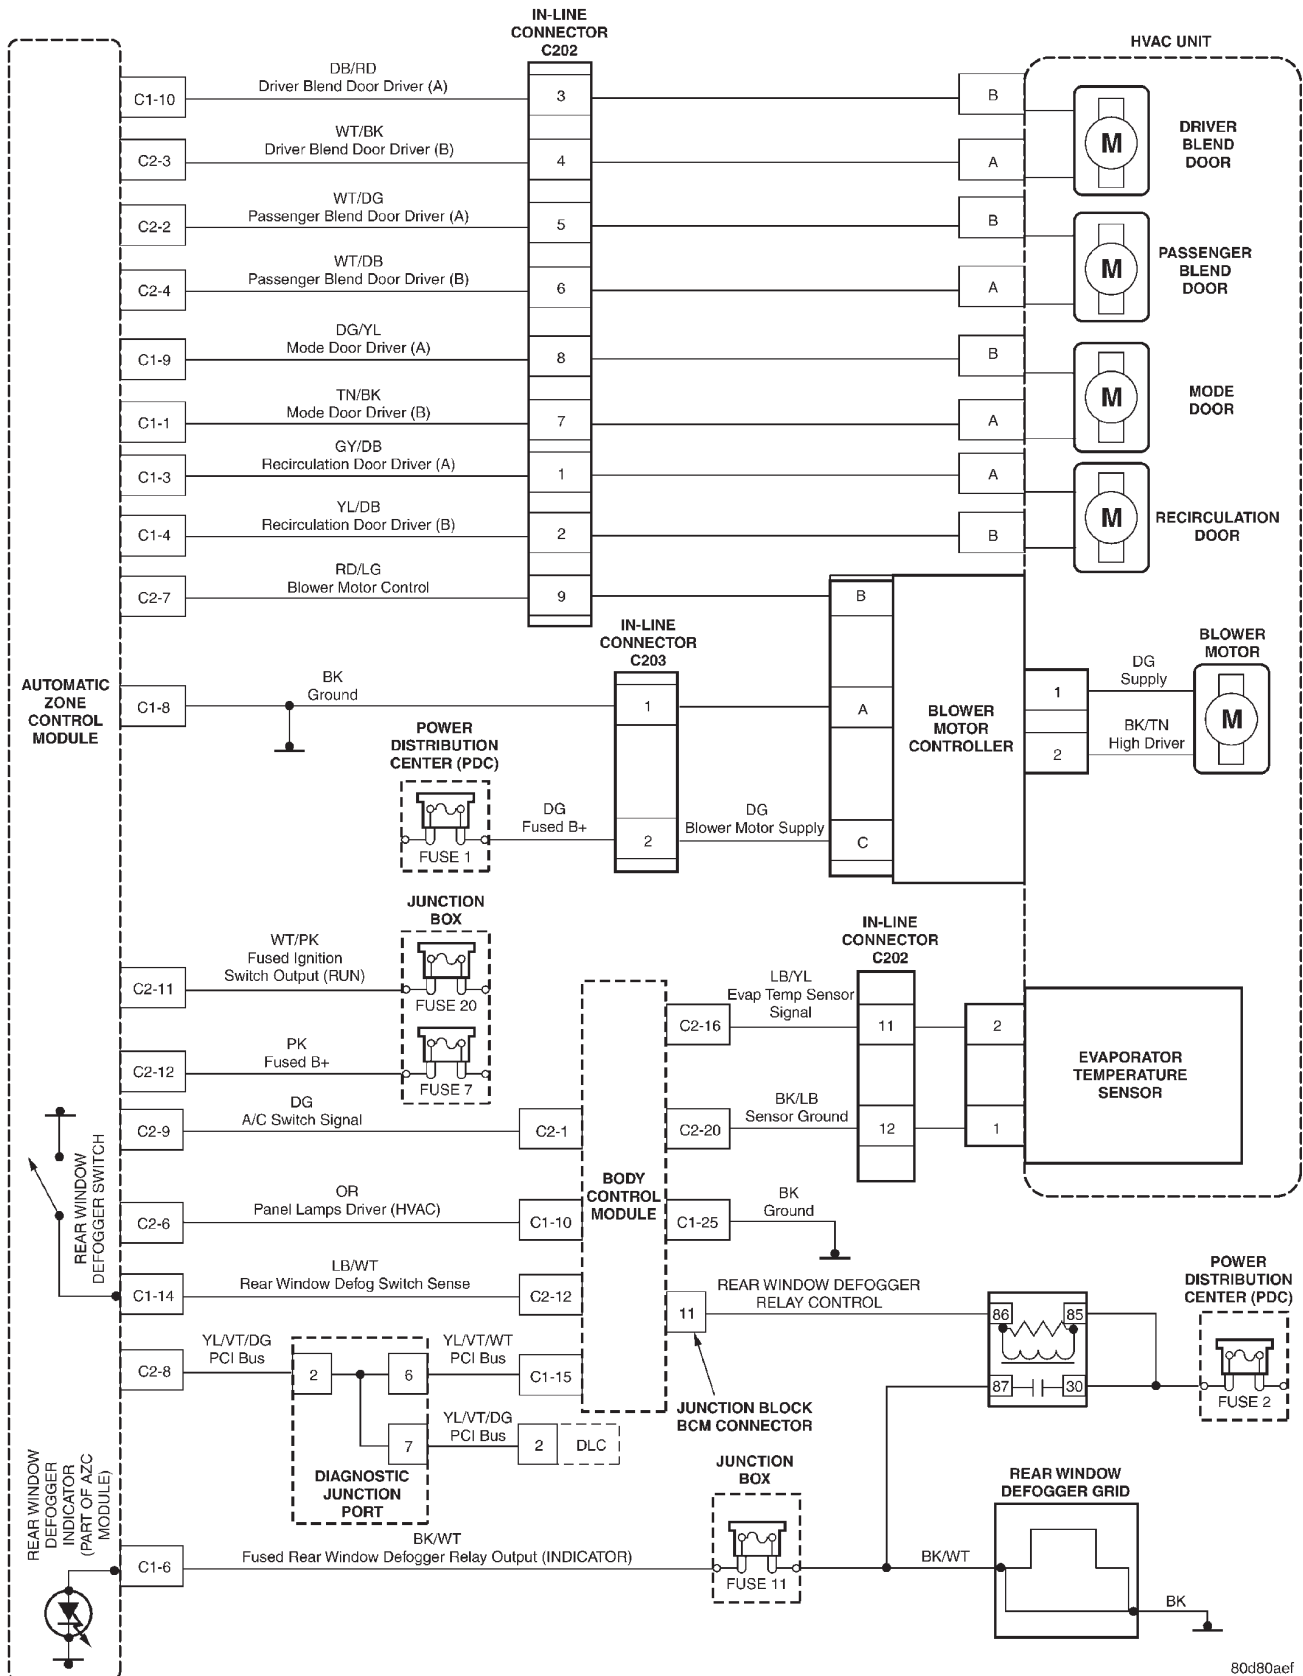 IN-LINE
CONNECTOR
C202
HVAC UNIT
DB/RD
Driver Blend Door Driver (A)
C1-10
3
B
M
DRIVER
BLEND
DOOR
WT/BK
Driver Blend Door Driver (B)
C2-3
4
A
WT/DG
Passenger Blend Door Driver (A)
C2-2
5
B
M
PASSENGER
BLEND
DOOR
WT/DB
Passenger Blend Door Driver (B)
C2-4
6
A
DG/YL
Mode Door Driver (A)
C1-9
8
B
M
MODE
DOOR
TN/BK
Mode Door Driver (B)
C1-1
7
A
GY/DB
Recirculation Door Driver (A)
C1-3
1
A
M
RECIRCULATION
DOOR
YL/DB
Recirculation Door Driver (B)
C1-4
2
B
RD/LG
Blower Motor Control
C2-7
9
B
IN-LINE
CONNECTOR
C203
AUTOMATIC
ZONE
CONTROL
MODULE
BK
Ground
C1-8
1
A
BLOWER
MOTOR
CONTROLLER
1
DG
Supply
BLOWER
MOTOR
M
2
BK/TN
High Driver
POWER
DISTRIBUTION
CENTER (PDC)
FUSE 1
DG
Fused B+
2
DG
Blower Motor Supply
C
JUNCTION
BOX
WT/PK
Fused Ignition
Switch Output (RUN)
C2-11
FUSE 20
PK
Fused B+
C2-12
FUSE 7
IN-LINE
CONNECTOR
C202
LB/YL
Evap Temp Sensor
Signal
C2-16
11
2
EVAPORATOR
TEMPERATURE
SENSOR
DG
A/C Switch Signal
C2-9
C2-1
BK/LB
Sensor Ground
C2-20
12
1
REAR WINDOW
DEFOGGER SWITCH
BODY
CONTROL
MODULE
OR
Panel Lamps Driver (HVAC)
C2-6
C1-10
BK
Ground
C1-25
LB/WT
Rear Window Defog Switch Sense
C1-14
C2-12
REAR WINDOW DEFOGGER
RELAY CONTROL
11
86
85
87
30
POWER
DISTRIBUTION
CENTER (PDC)
FUSE 2
JUNCTION BLOCK
BCM CONNECTOR
YL/VT/DG
PCI Bus
C2-8
2
6
YL/VT/WT
PCI Bus
C1-15
7
YL/VT/DG
PCI Bus
2
DLC
DIAGNOSTIC
JUNCTION
PORT
REAR WINDOW
DEFOGGER
INDICATOR
(PART OF AZC
MODULE)
JUNCTION
BOX
FUSE 11
BK/WT
Fused Rear Window Defogger Relay Output (INDICATOR)
C1-6
BK/WT
REAR WINDOW
DEFOGGER GRID
BK
80d80aef